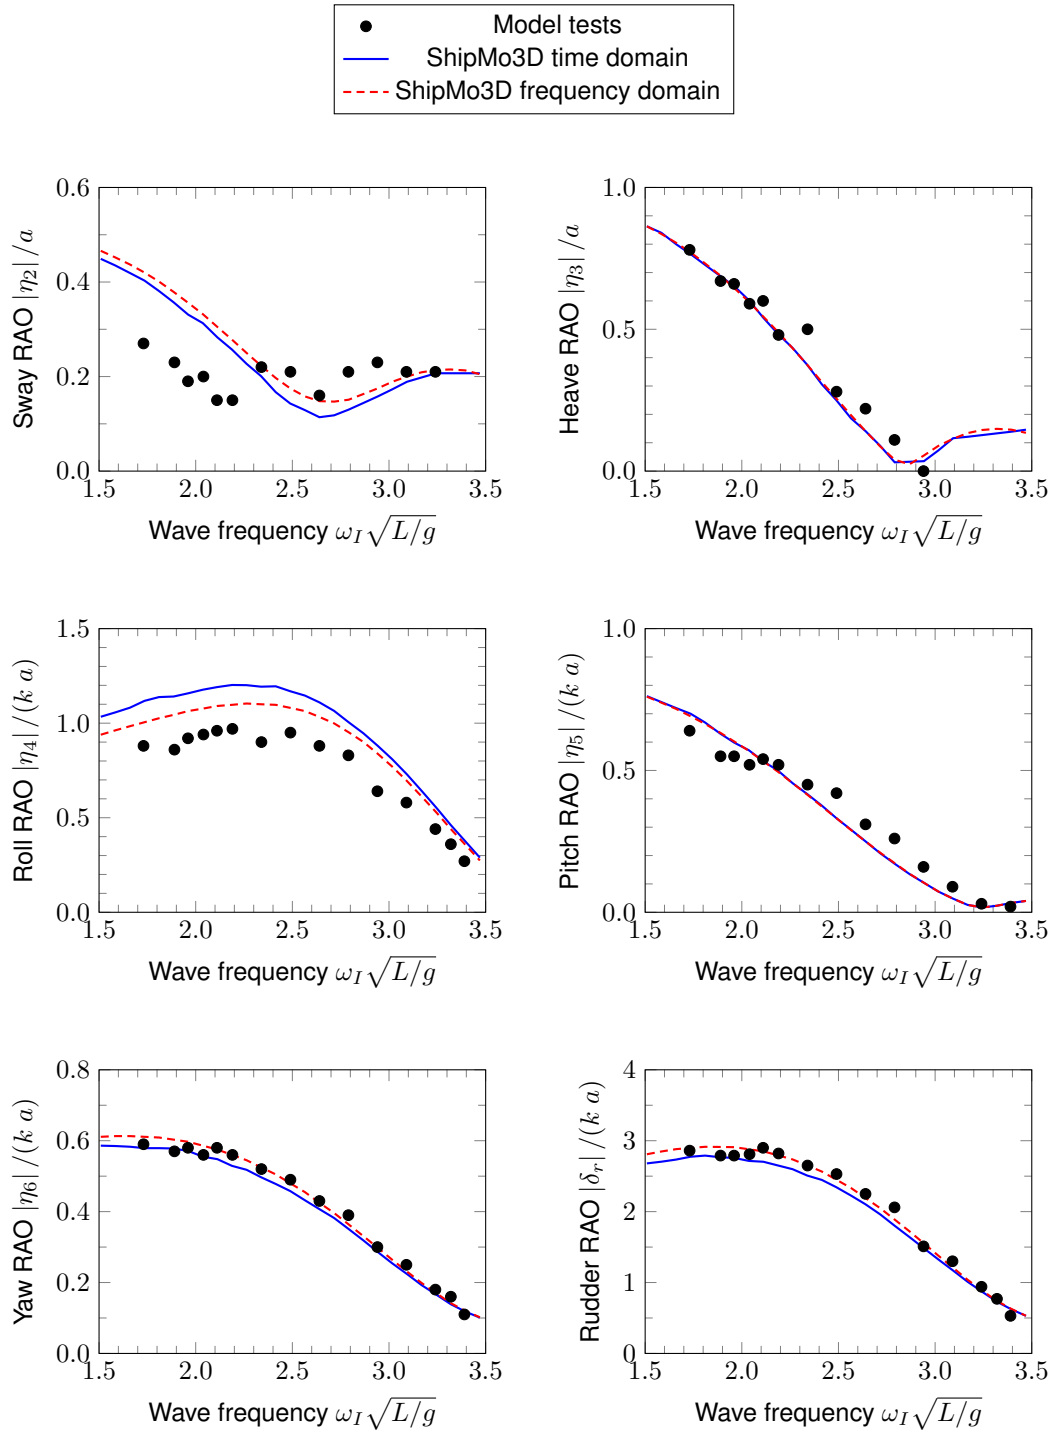 Model tests
ShipMo3D time domain
ShipMo3D frequency domain
Sway RAO |η₂| /a
0.6
0.4
0.2
0.0
1.5 2.0 2.5 3.0 3.5
Wave frequency ω_I√(L/g)
Heave RAO |η₃| /a
1.0
0.5
0.0
1.5 2.0 2.5 3.0 3.5
Wave frequency ω_I√(L/g)
Roll RAO |η₄| /(k a)
1.5
1.0
0.5
0.0
1.5 2.0 2.5 3.0 3.5
Wave frequency ω_I√(L/g)
Pitch RAO |η₅| /(k a)
1.0
0.5
0.0
1.5 2.0 2.5 3.0 3.5
Wave frequency ω_I√(L/g)
Yaw RAO |η₆| /(k a)
0.8
0.6
0.4
0.2
0.0
1.5 2.0 2.5 3.0 3.5
Wave frequency ω_I√(L/g)
Rudder RAO |δ_r| /(k a)
4
3
2
1
0
1.5 2.0 2.5 3.0 3.5
Wave frequency ω_I√(L/g)